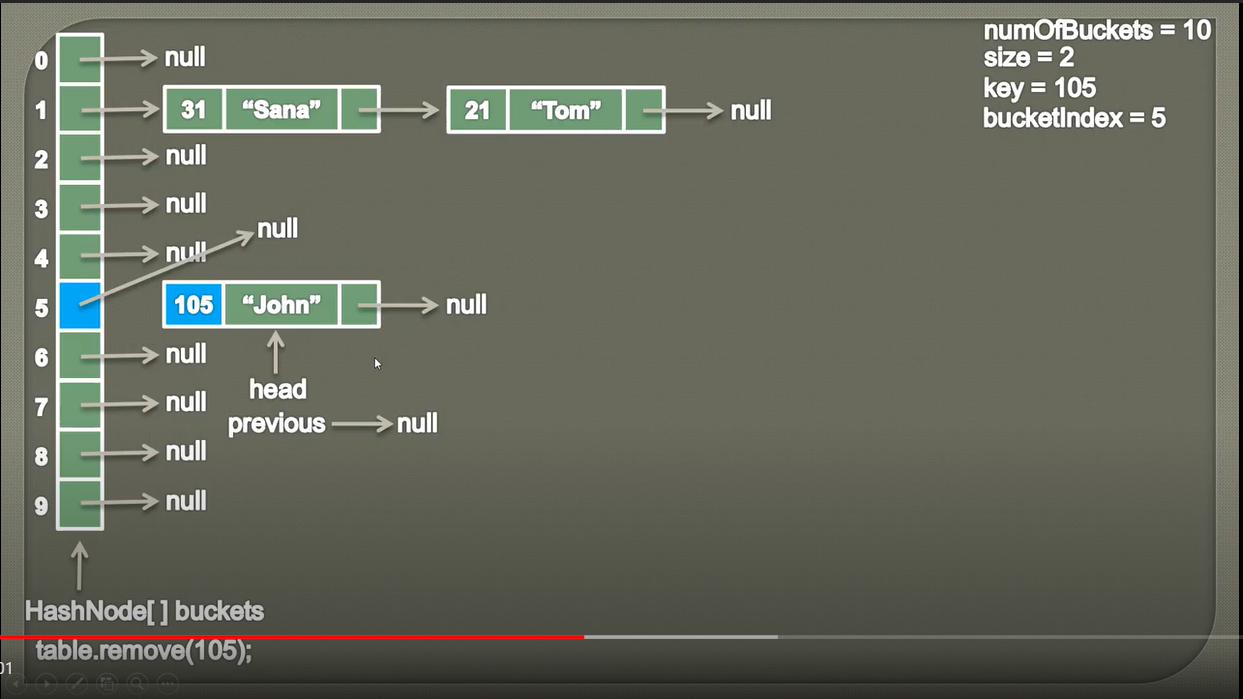 numOfBuckets = 10
size = 2
key = 105
bucketIndex = 5
0 null
1 31 “Sana” 21 “Tom” null
2 null
3 null
null
4 null
5 105 “John” null
6 null
head
7 null
previous null
8 null
9 null
HashNode[ ] buckets
table.remove(105);
01